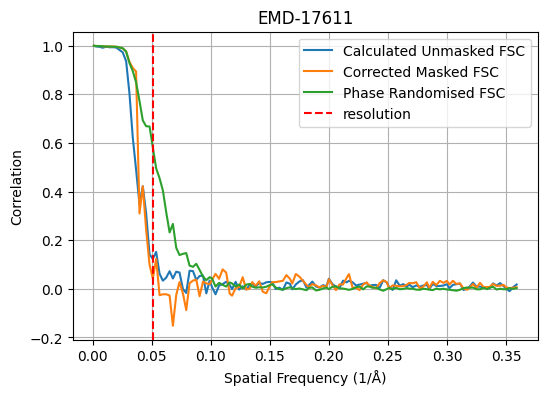 EMD-17611
Calculated Unmasked FSC
Corrected Masked FSC
Phase Randomised FSC
resolution
Correlation
1.0
0.8
0.6
0.4
0.2
0.0
−0.2
0.00 0.05 0.10 0.15 0.20 0.25 0.30 0.35
Spatial Frequency (1/Å)